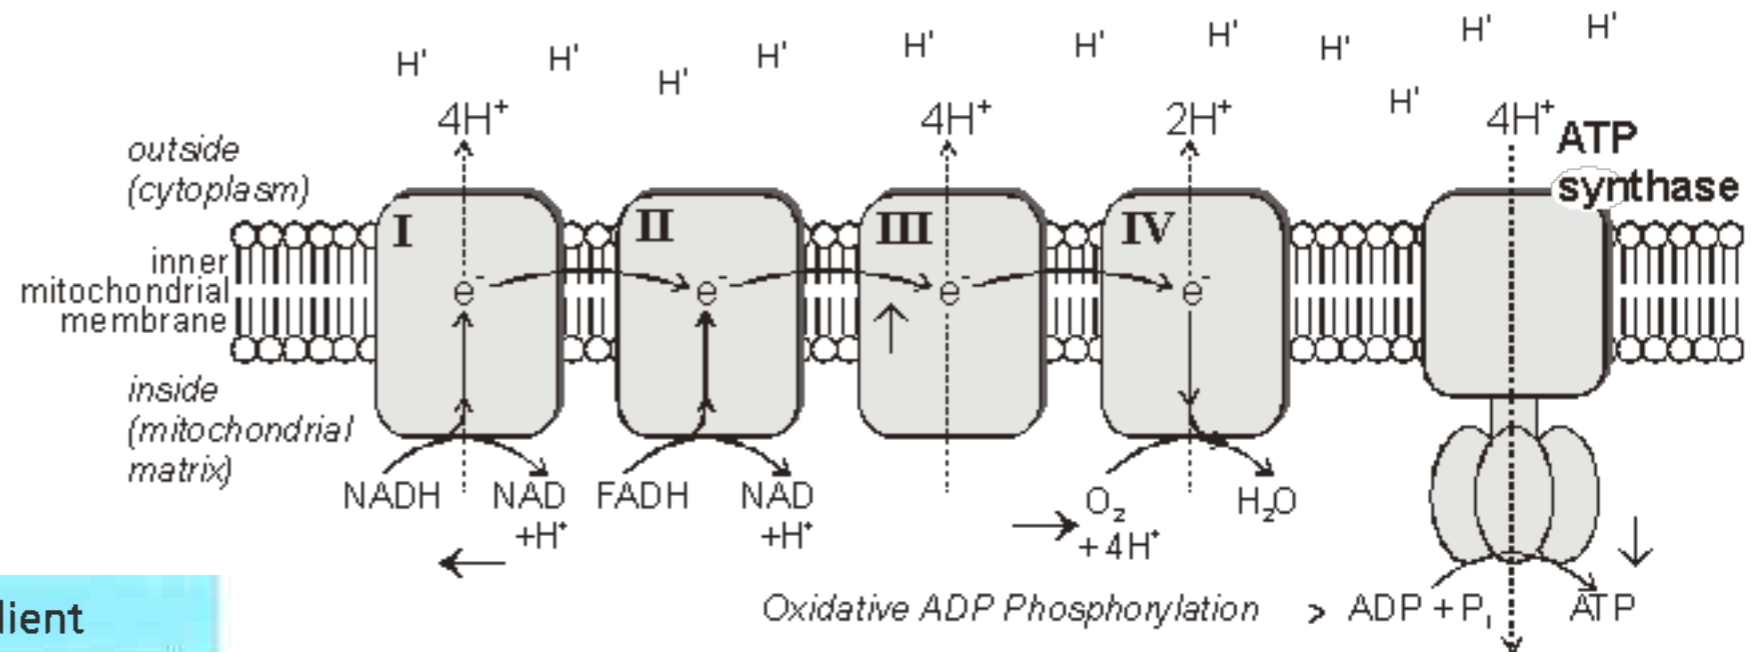 H' H' H' H' H' H' H' H' H' H' H'
4H⁺ 4H⁺ 2H⁺ 4H⁺
ATP
synthase
outside
(cytoplasm)
I II III IV
inner
mitochondrial
membrane
e⁻ e⁻ e⁻ e⁻
inside
(mitochondrial
matrix)
NADH NAD
+H⁺
FADH NAD
+H⁺
O₂
+ 4H⁺
H₂O
Oxidative ADP Phosphorylation > ADP + Pᵢ ATP
dient